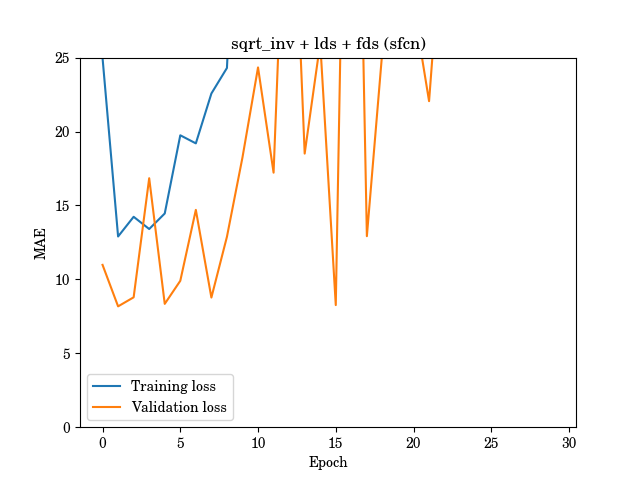 sqrt_inv + lds + fds (sfcn)
25
20
15
10
5
0
MAE
Training loss
Validation loss
0 5 10 15 20 25 30
Epoch